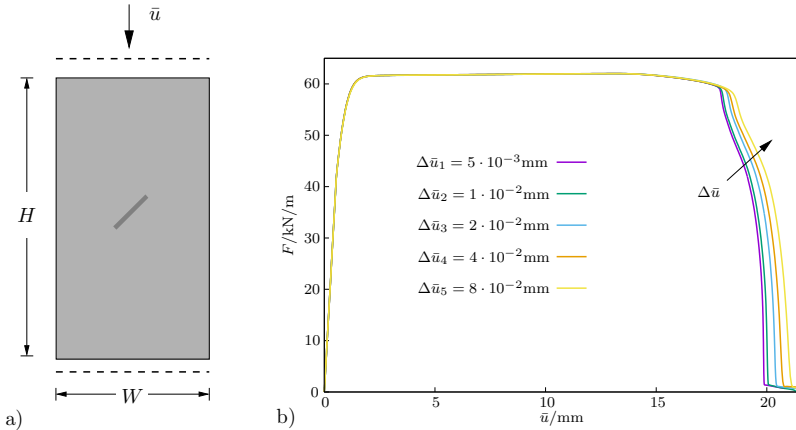 ū
H
W
a)
F/kN/m
60
50
40
30
20
10
0
Δū₁ = 5 · 10⁻³mm
Δū₂ = 1 · 10⁻²mm
Δū₃ = 2 · 10⁻²mm
Δū₄ = 4 · 10⁻²mm
Δū₅ = 8 · 10⁻²mm
Δū
0 5 10 15 20
ū/mm
b)